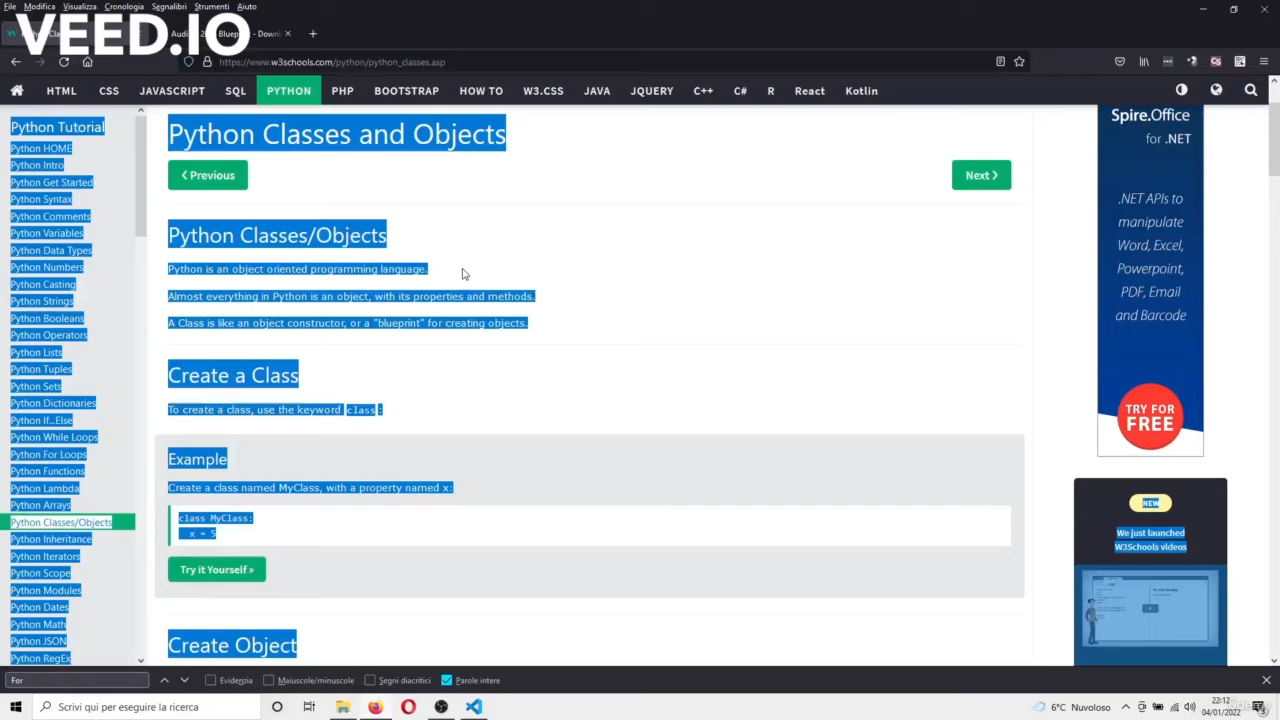 File Modifica Visualizza Cronologia Segnalibri Strumenti Aiuto
VEED.IO
https://www.w3schools.com/python/python_classes.asp
HTML CSS JAVASCRIPT SQL PYTHON PHP BOOTSTRAP HOW TO W3.CSS JAVA JQUERY C++ C# R React Kotlin
Python Tutorial
Python HOME
Python Intro
Python Get Started
Python Syntax
Python Comments
Python Variables
Python Data Types
Python Numbers
Python Casting
Python Strings
Python Booleans
Python Operators
Python Lists
Python Tuples
Python Sets
Python Dictionaries
Python If...Else
Python While Loops
Python For Loops
Python Functions
Python Lambda
Python Arrays
Python Classes/Objects
Python Inheritance
Python Iterators
Python Scope
Python Modules
Python Dates
Python Math
Python JSON
Python RegEx
Python Classes and Objects
❮ Previous
Next ❯
Python Classes/Objects
Python is an object oriented programming language.
Almost everything in Python is an object, with its properties and methods.
A Class is like an object constructor, or a "blueprint" for creating objects.
Create a Class
To create a class, use the keyword class:
Example
Create a class named MyClass, with a property named x:
class MyClass:
x = 5
Try it Yourself »
Create Object
Spire.Office
for .NET
.NET APIs to
manipulate
Word, Excel,
Powerpoint,
PDF, Email
and Barcode
TRY FOR
FREE
NEW
We just launched
W3Schools videos
For
Evidenzia
Maiuscole/minuscole
Segni diacritici
Parole intere
Scrivi qui per eseguire la ricerca
6°C Nuvoloso
22:12
04/01/2022